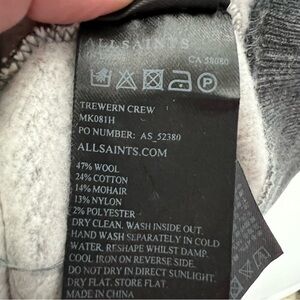 ALLSAINTS
CA 58080
P
TREWERN CREW
MK081H
PO NUMBER: AS_52380
ALLSAINTS.COM
47% WOOL
24% COTTON
14% MOHAIR
13% NYLON
2% POLYESTER
DRY CLEAN. WASH INSIDE OUT.
HAND WASH SEPARATELY IN COLD
WATER, RESHAPE WHILST DAMP.
COOL IRON ON REVERSE SIDE.
DO NOT DRY IN DIRECT SUNLIGHT.
DRY FLAT. STORE FLAT.
MADE IN CHINA